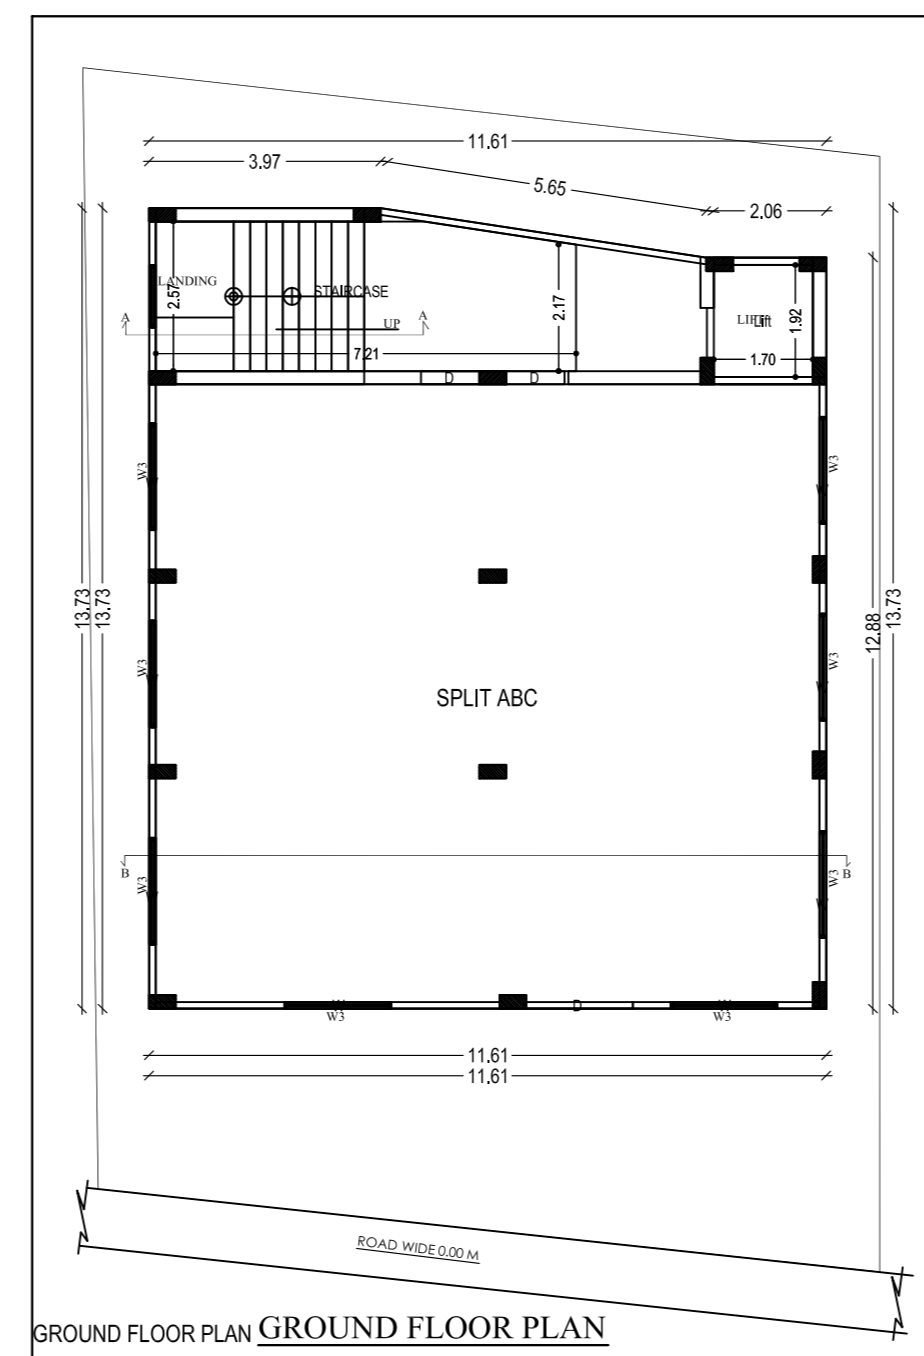 11.61
3.97
5.65
2.06
LANDING
STAIRCASE
2.57
2.17
LIFT
Lift
1.92
A
A
UP
7.21
1.70
D
D
W3
W3
13.73
13.73
12.88
13.73
W3
W3
SPLIT ABC
B
W3
W3
B
D
W3
W3
11.61
11.61
ROAD WIDE 0.00 M
GROUND FLOOR PLAN GROUND FLOOR PLAN